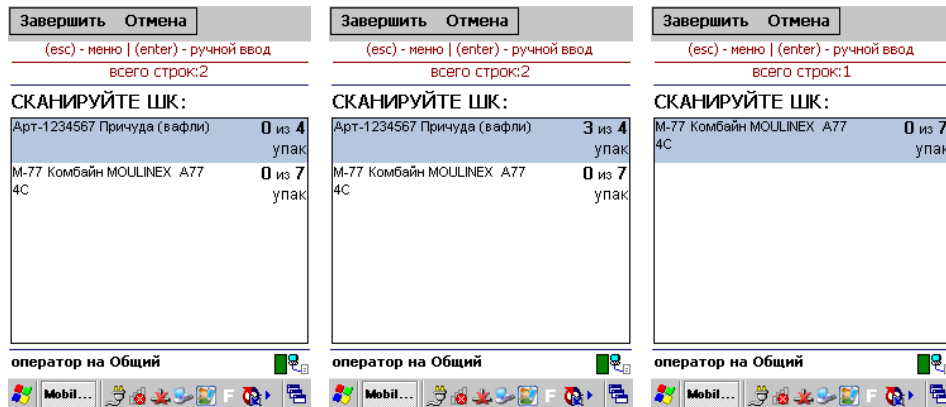 Завершить Отмена
(esc) - меню | (enter) - ручной ввод
всего строк:2
СКАНИРУЙТЕ ШК:
Арт-1234567 Причуда (вафли) 0 из 4
упак
М-77 Комбайн MOULINEX А77 0 из 7
4С упак
оператор на Общий
Mobil... F
Завершить Отмена
(esc) - меню | (enter) - ручной ввод
всего строк:2
СКАНИРУЙТЕ ШК:
Арт-1234567 Причуда (вафли) 3 из 4
упак
М-77 Комбайн MOULINEX А77 0 из 7
4С упак
оператор на Общий
Mobil... F
Завершить Отмена
(esc) - меню | (enter) - ручной ввод
всего строк:1
СКАНИРУЙТЕ ШК:
М-77 Комбайн MOULINEX А77 0 из 7
4С упак
оператор на Общий
Mobil... F